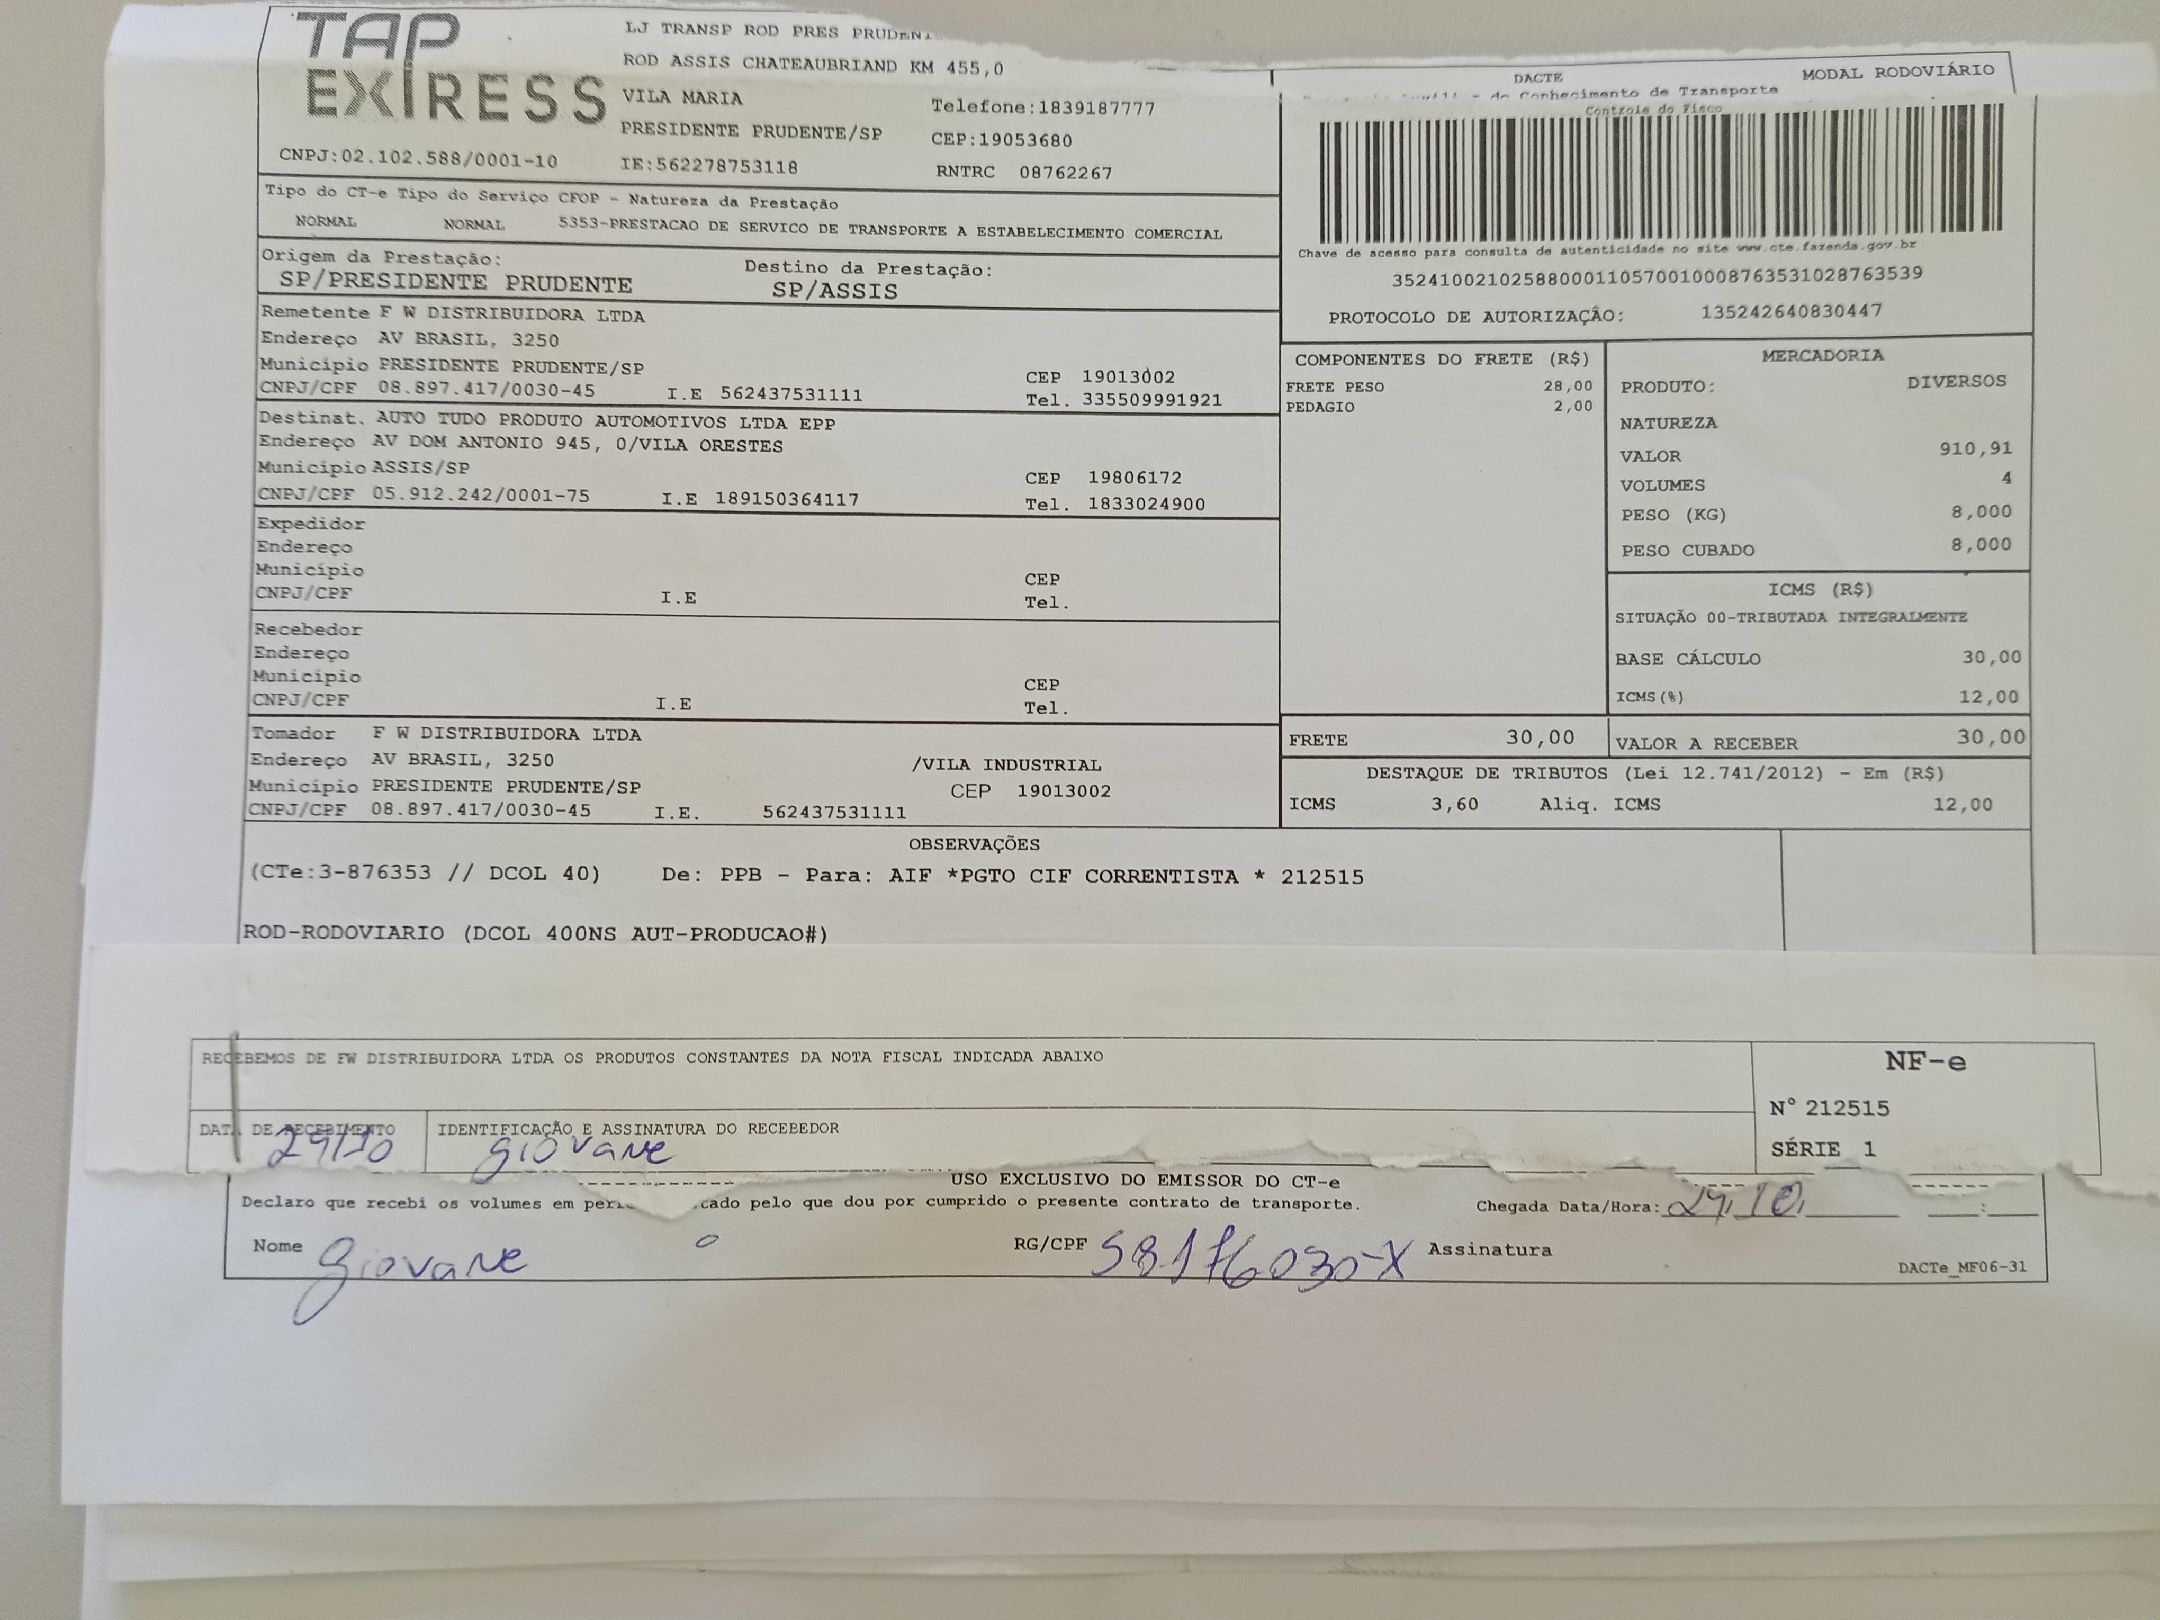 TAP EXPRESS
LJ TRANSP ROD PRES
ROD ASSIS CHATEAUBRIAND KM 455,0
VILA MARIA Telefone:1839187777
PRESIDENTE PRUDENTE/SP CEP:19053680
CNPJ:02.102.588/0001-10 IE:562278753118 RNTRC 08762267
DACTE MODAL RODOVIÁRIO
de Conhecimento de Transporte
Controle do Fisco
Chave de acesso para consulta de autenticidade no site www.cte.fazenda.gov.br
35241002102588000110570010008763531028763539
PROTOCOLO DE AUTORIZAÇÃO: 135242640830447
Tipo do CT-e Tipo do Serviço CFOP - Natureza da Prestação
NORMAL NORMAL 5353-PRESTACAO DE SERVICO DE TRANSPORTE A ESTABELECIMENTO COMERCIAL
Origem da Prestação: Destino da Prestação:
SP/PRESIDENTE PRUDENTE SP/ASSIS
Remetente F W DISTRIBUIDORA LTDA
Endereço AV BRASIL, 3250
Município PRESIDENTE PRUDENTE/SP CEP 19013002
CNPJ/CPF 08.897.417/0030-45 I.E 562437531111 Tel. 335509991921
Destinat. AUTO TUDO PRODUTO AUTOMOTIVOS LTDA EPP
Endereço AV DOM ANTONIO 945, 0/VILA ORESTES
Município ASSIS/SP CEP 19806172
CNPJ/CPF 05.912.242/0001-75 I.E 189150364117 Tel. 1833024900
Expedidor
Endereço
Município CEP
CNPJ/CPF I.E Tel.
Recebedor
Endereço
Município CEP
CNPJ/CPF I.E Tel.
Tomador F W DISTRIBUIDORA LTDA
Endereço AV BRASIL, 3250 /VILA INDUSTRIAL
Município PRESIDENTE PRUDENTE/SP CEP 19013002
CNPJ/CPF 08.897.417/0030-45 I.E. 562437531111
COMPONENTES DO FRETE (R$)
FRETE PESO 28,00
PEDAGIO 2,00
MERCADORIA
PRODUTO: DIVERSOS
NATUREZA
VALOR 910,91
VOLUMES 4
PESO (KG) 8,000
PESO CUBADO 8,000
ICMS (R$)
SITUAÇÃO 00-TRIBUTADA INTEGRALMENTE
BASE CÁLCULO 30,00
ICMS(%) 12,00
FRETE 30,00 VALOR A RECEBER 30,00
DESTAQUE DE TRIBUTOS (Lei 12.741/2012) - Em (R$)
ICMS 3,60 Aliq. ICMS 12,00
OBSERVAÇÕES
(CTe:3-876353 // DCOL 40) De: PPB - Para: AIF *PGTO CIF CORRENTISTA * 212515
ROD-RODOVIARIO (DCOL 400NS AUT-PRODUCAO#)
RECEBEMOS DE FW DISTRIBUIDORA LTDA OS PRODUTOS CONSTANTES DA NOTA FISCAL INDICADA ABAIXO
NF-e
N° 212515
SÉRIE 1
DATA DE RECEBIMENTO IDENTIFICAÇÃO E ASSINATURA DO RECEBEDOR
29/10 giovane
USO EXCLUSIVO DO EMISSOR DO CT-e
Declaro que recebi os volumes em cado pelo que dou por cumprido o presente contrato de transporte. Chegada Data/Hora: 29/10/ :
Nome giovane RG/CPF 58176030-X Assinatura
DACTe_MF06-31